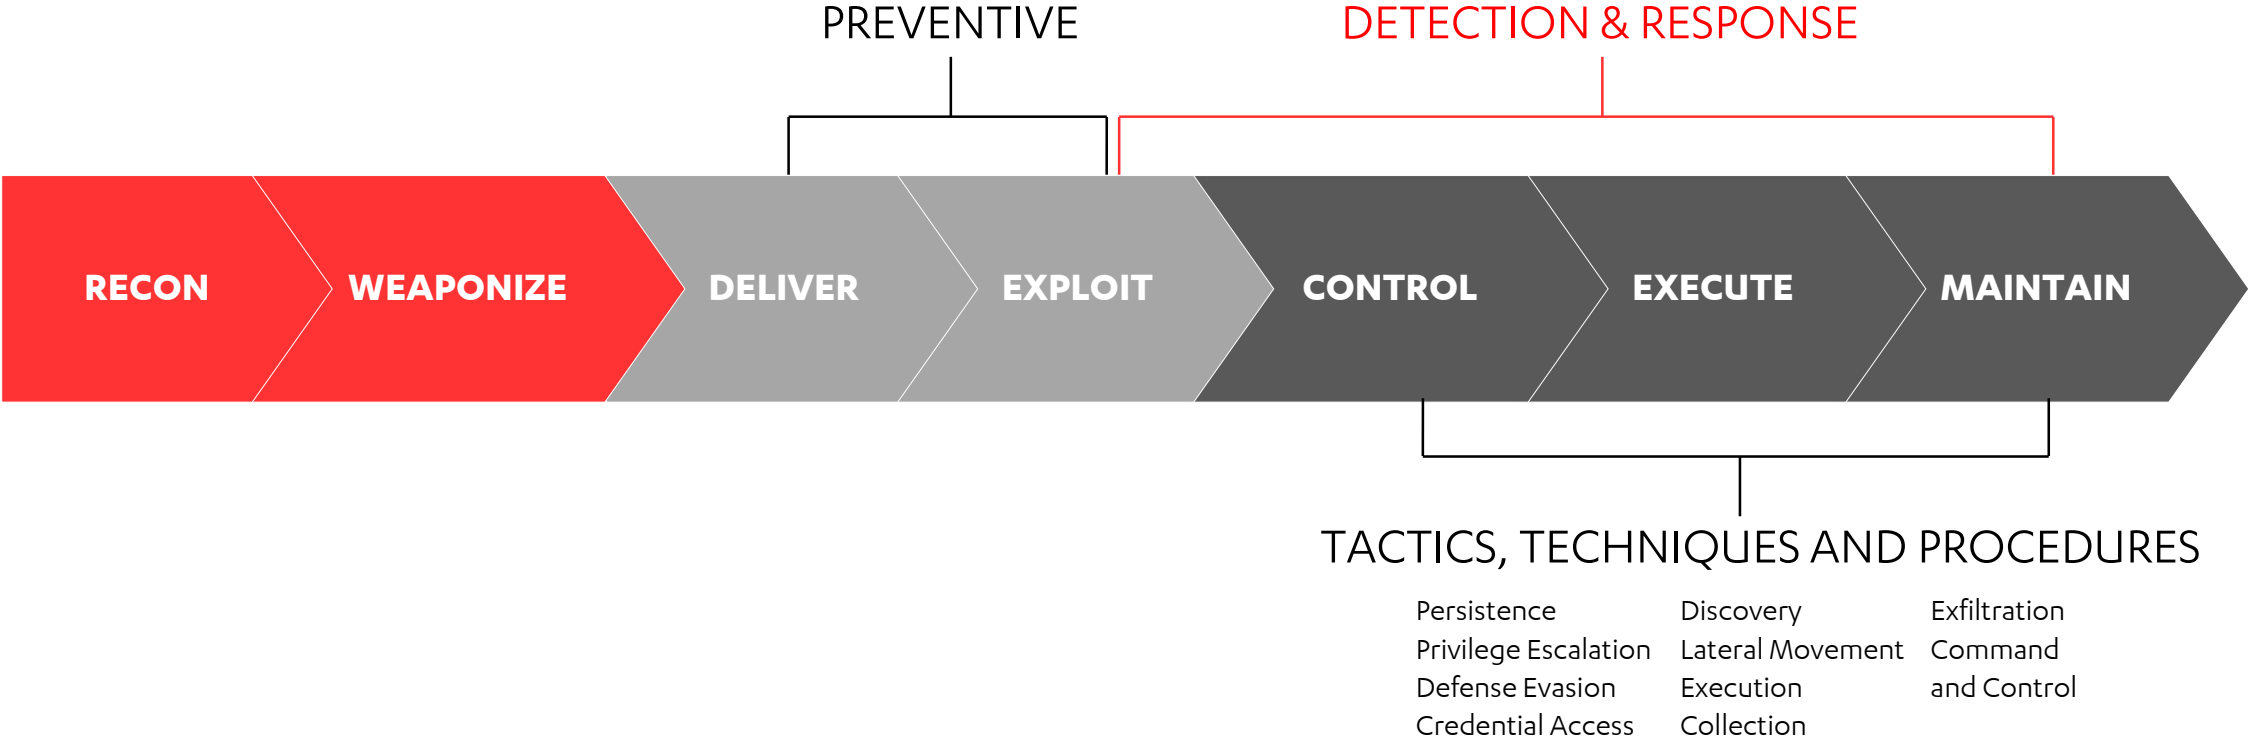 PREVENTIVE
DETECTION & RESPONSE
RECON
WEAPONIZE
DELIVER
EXPLOIT
CONTROL
EXECUTE
MAINTAIN
TACTICS, TECHNIQUES AND PROCEDURES
Persistence
Privilege Escalation
Defense Evasion
Credential Access
Discovery
Lateral Movement
Execution
Collection
Exfiltration
Command
and Control